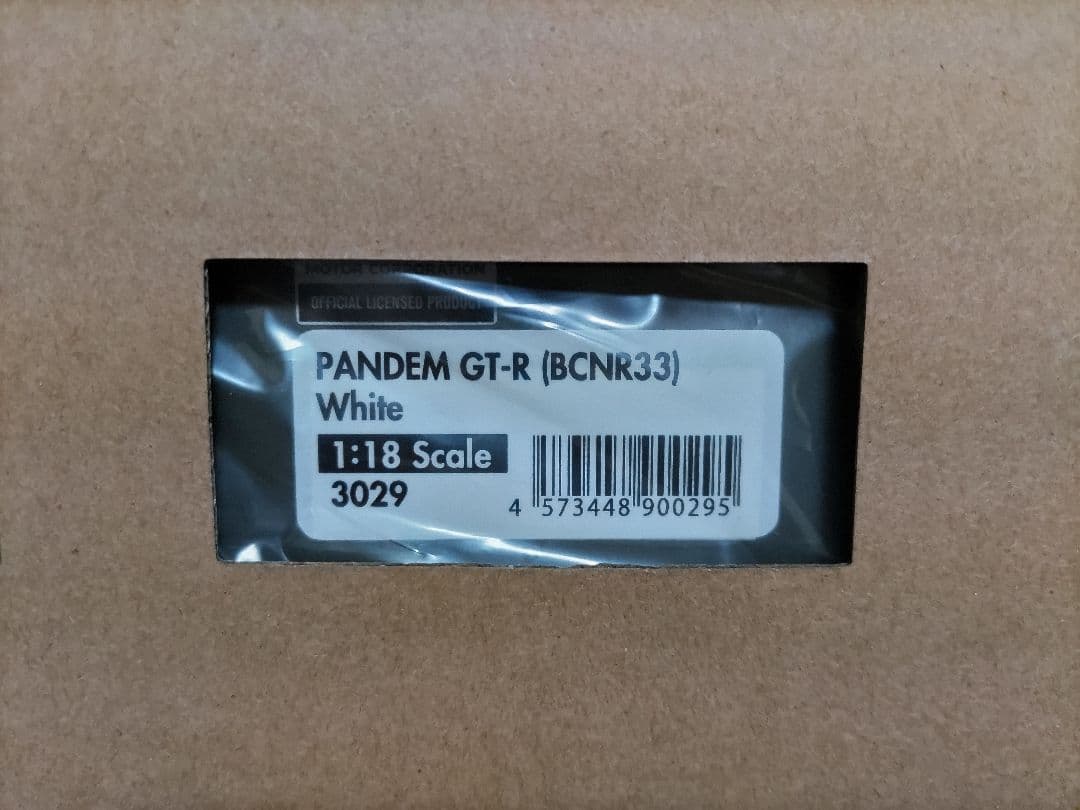 MOTOR CORPORATION
OFFICIAL LICENSED PRODUCT
PANDEM GT-R (BCNR33)
White
1:18 Scale
3029
4 573448 900295